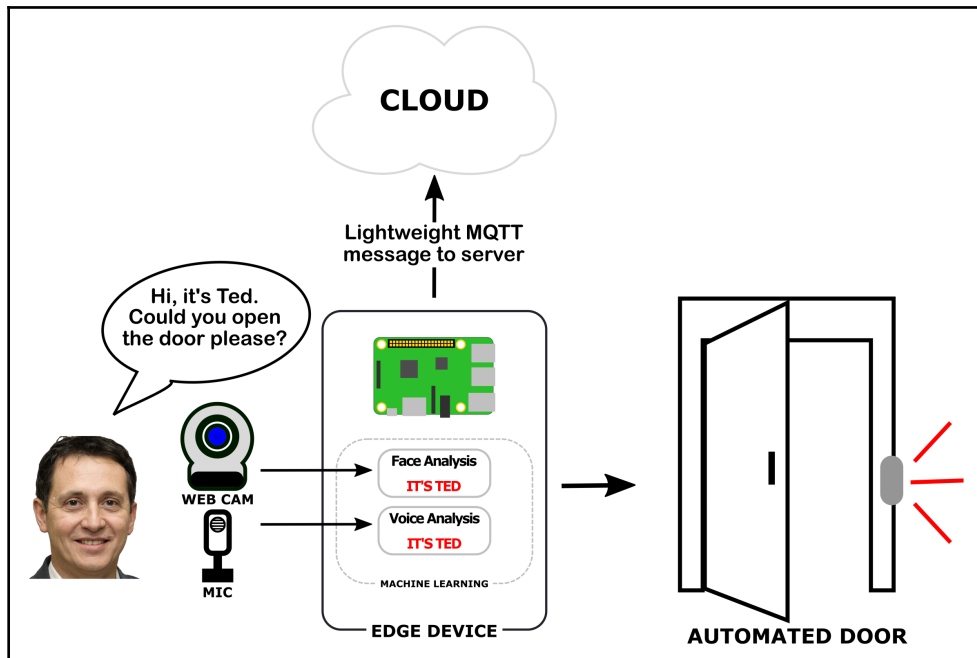 CLOUD
Lightweight MQTT
message to server
Hi, it's Ted.
Could you open
the door please?
WEB CAM
MIC
Face Analysis
IT'S TED
Voice Analysis
IT'S TED
MACHINE LEARNING
EDGE DEVICE
AUTOMATED DOOR